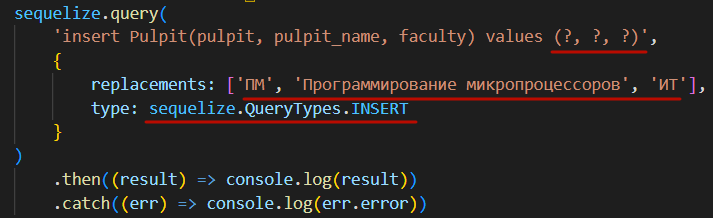 sequelize.query(
    'insert Pulpit(pulpit, pulpit_name, faculty) values (?, ?, ?)',
    {
        replacements: ['ПМ', 'Программирование микропроцессоров', 'ИТ'],
        type: sequelize.QueryTypes.INSERT
    }
)
    .then((result) => console.log(result))
    .catch((err) => console.log(err.error))